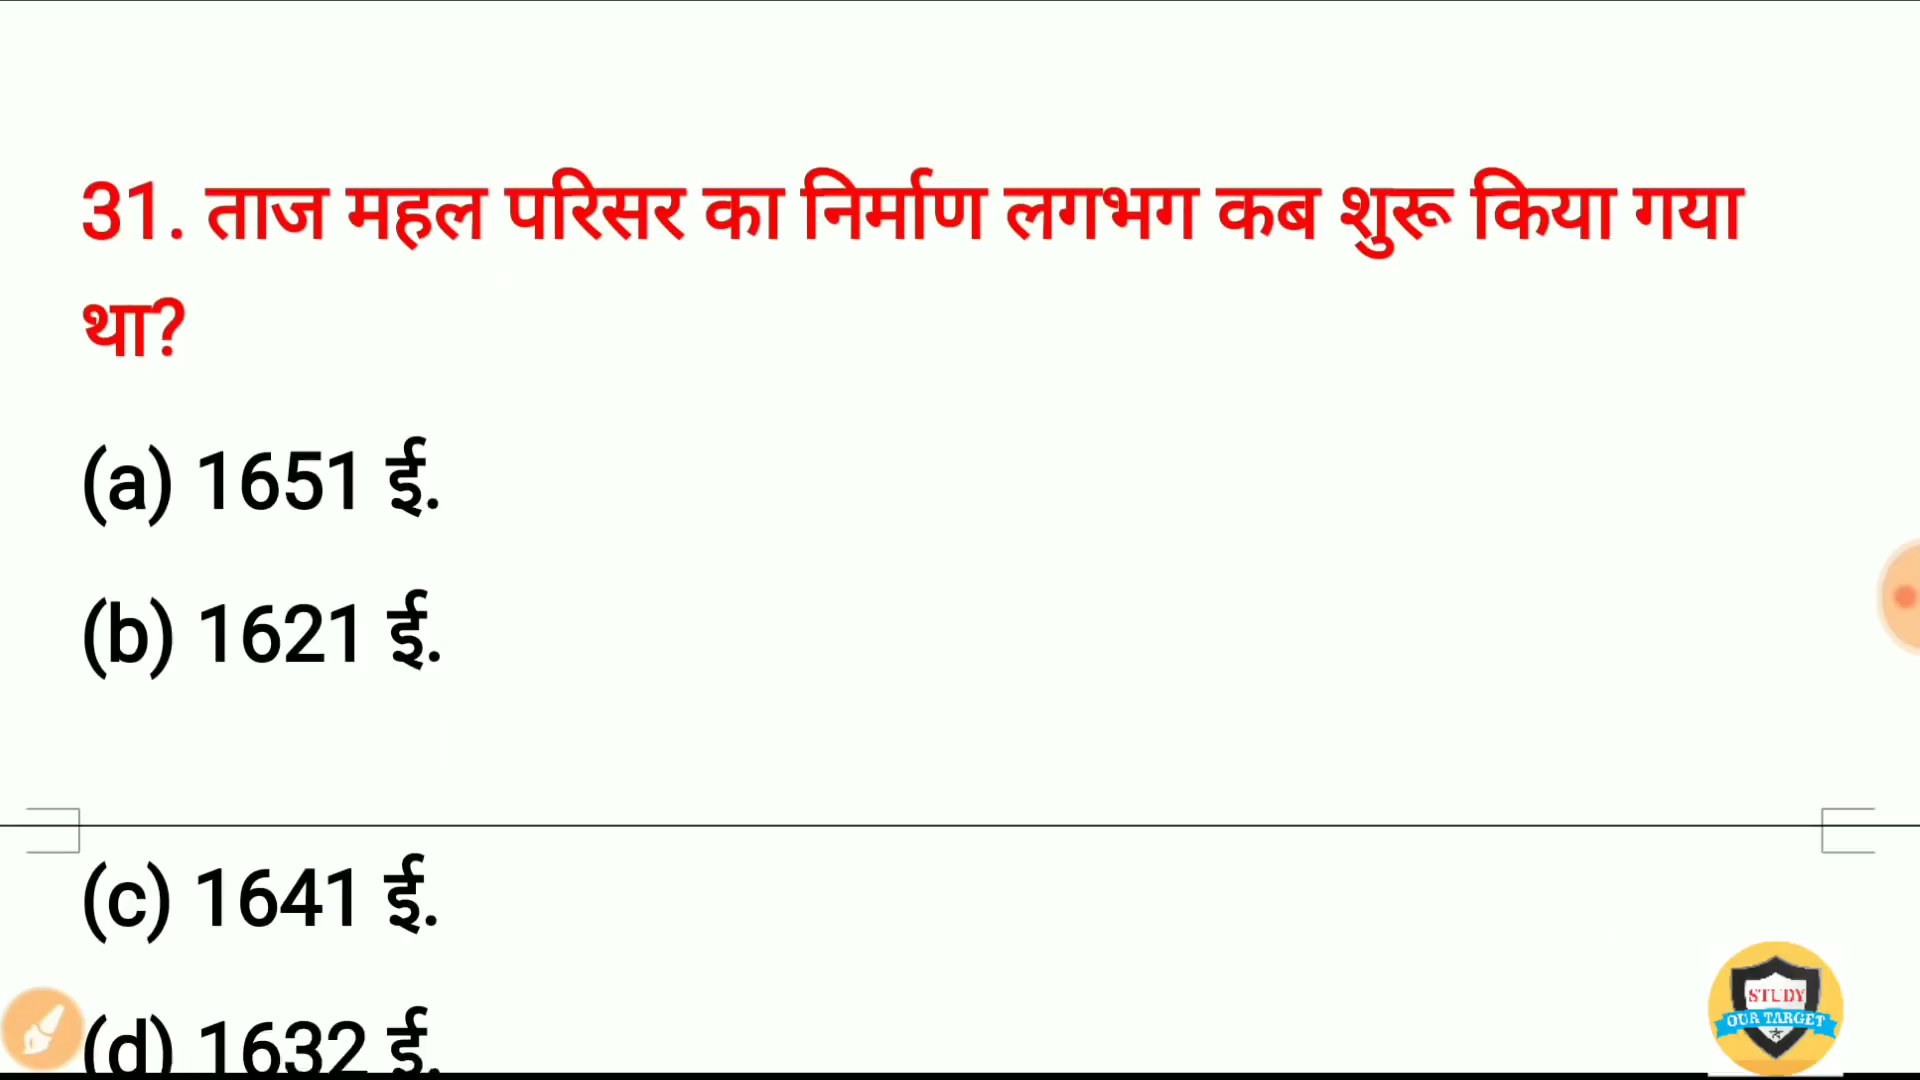 31. ताज महल परिसर का निर्माण लगभग कब शुरू किया गया
था?
(a) 1651 ई.
(b) 1621 ई.
(c) 1641 ई.
(d) 1632 ई.
STUDY
OUR TARGET